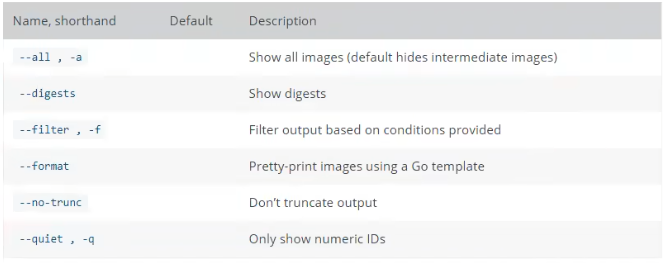 Name, shorthand Default Description
--all , -a Show all images (default hides intermediate images)
--digests Show digests
--filter , -f Filter output based on conditions provided
--format Pretty-print images using a Go template
--no-trunc Don't truncate output
--quiet , -q Only show numeric IDs